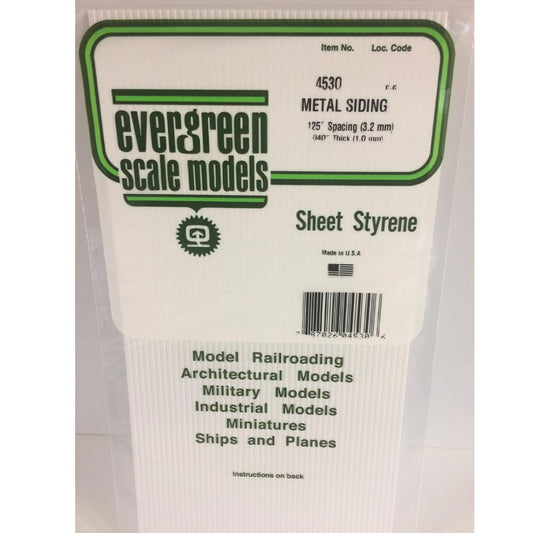 Item No. Loc. Code
4530
METAL SIDING
125" Spacing (3.2 mm)
040" Thick (1.0 mm)
evergreen
scale models
Sheet Styrene
Made in U.S.A
Model Railroading
Architectural Models
Military Models
Industrial Models
Miniatures
Ships and Planes
Instructions on back